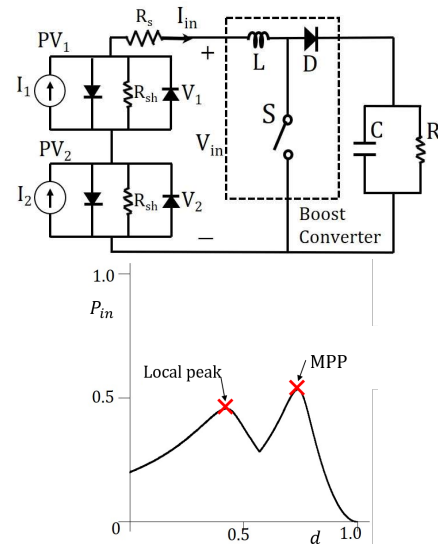 Rs
Iin
PV1
+
L
D
I1
Rsh
V1
S
C
R
PV2
Vin
I2
Rsh
V2
−
Boost
Converter
1.0
Pin
Local peak
MPP
0.5
0
0.5
d
1.0